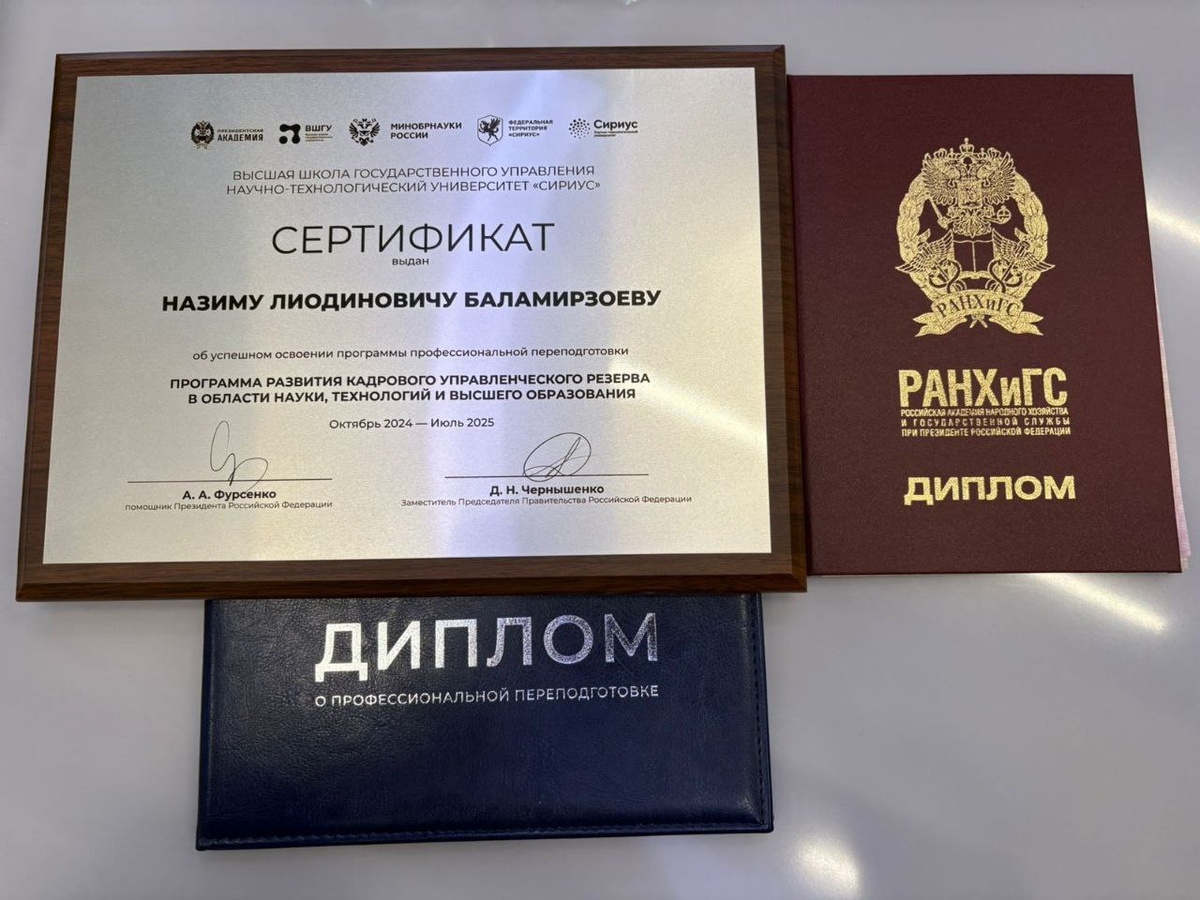 ПРЕЗИДЕНТСКАЯ
АКАДЕМИЯ
ВШГУ
МИНОБРНАУКИ
РОССИИ
ФЕДЕРАЛЬНАЯ
ТЕРРИТОРИЯ
«СИРИУС»
Сириус
ВЫСШАЯ ШКОЛА ГОСУДАРСТВЕННОГО УПРАВЛЕНИЯ
НАУЧНО-ТЕХНОЛОГИЧЕСКИЙ УНИВЕРСИТЕТ «СИРИУС»
СЕРТИФИКАТ
выдан
НАЗИМУ ЛИОДИНОВИЧУ БАЛАМИРЗОЕВУ
об успешном освоении программы профессиональной переподготовки
ПРОГРАММА РАЗВИТИЯ КАДРОВОГО УПРАВЛЕНЧЕСКОГО РЕЗЕРВА
В ОБЛАСТИ НАУКИ, ТЕХНОЛОГИЙ И ВЫСШЕГО ОБРАЗОВАНИЯ
Октябрь 2024 — Июль 2025
А. А. Фурсенко
помощник Президента Российской Федерации
Д. Н. Чернышенко
Заместитель Председателя Правительства Российской Федерации
РАНХиГС
РАНХиГС
РОССИЙСКАЯ АКАДЕМИЯ НАРОДНОГО ХОЗЯЙСТВА
И ГОСУДАРСТВЕННОЙ СЛУЖБЫ
ПРИ ПРЕЗИДЕНТЕ РОССИЙСКОЙ ФЕДЕРАЦИИ
ДИПЛОМ
ДИПЛОМ
О ПРОФЕССИОНАЛЬНОЙ ПЕРЕПОДГОТОВКЕ